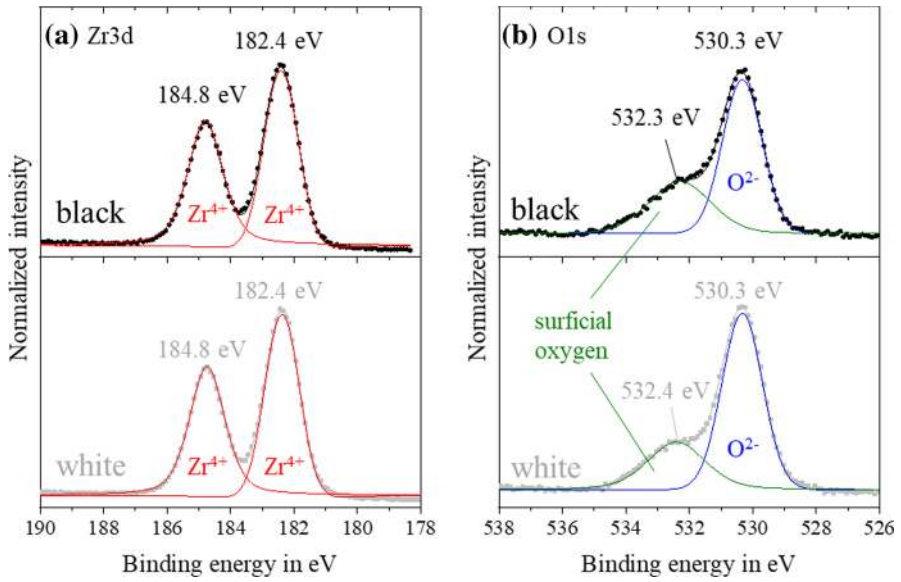 (a) Zr3d
182.4 eV
184.8 eV
black
Zr4+
Zr4+
182.4 eV
184.8 eV
white
Zr4+
Zr4+
190 188 186 184 182 180 178
Binding energy in eV
Normalized intensity
(b) O1s
530.3 eV
532.3 eV
black
O2-
530.3 eV
surficial
oxygen
532.4 eV
white
O2-
538 536 534 532 530 528 526
Binding energy in eV
Normalized intensity